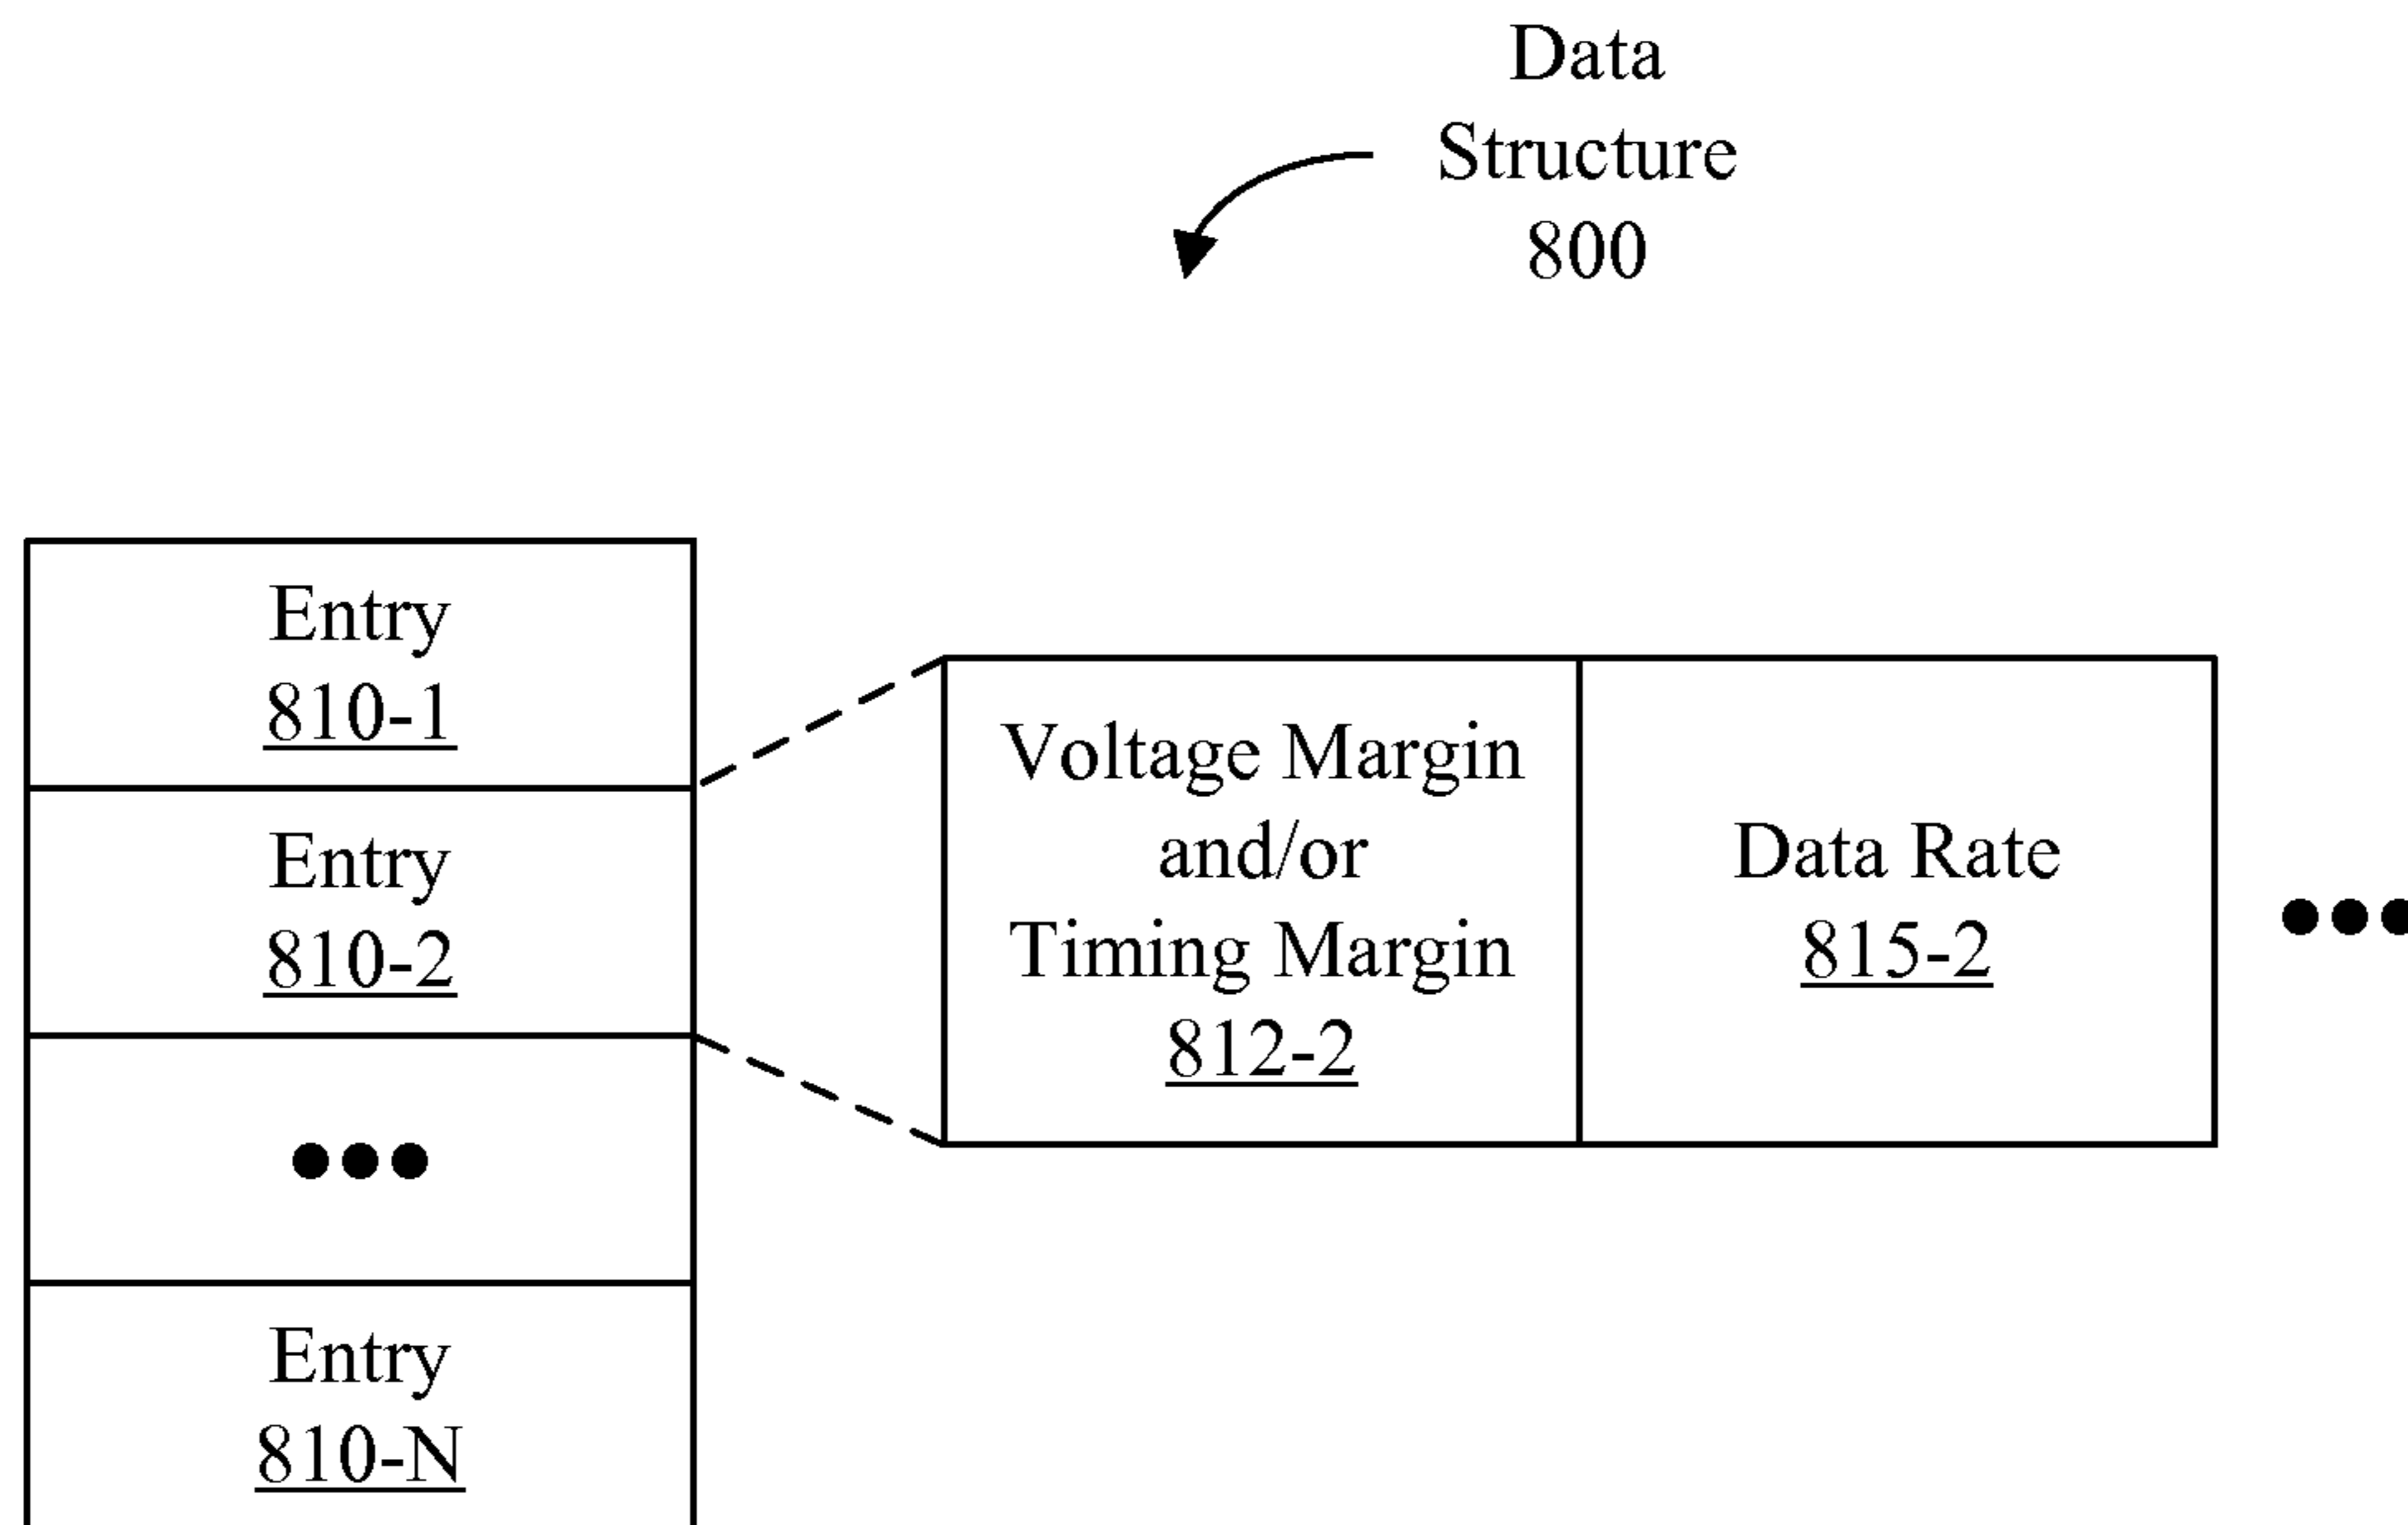 Data
Structure
800
Entry
810-1
Entry
810-2
•••
Entry
810-N
Voltage Margin
and/or
Timing Margin
812-2
Data Rate
815-2
•••